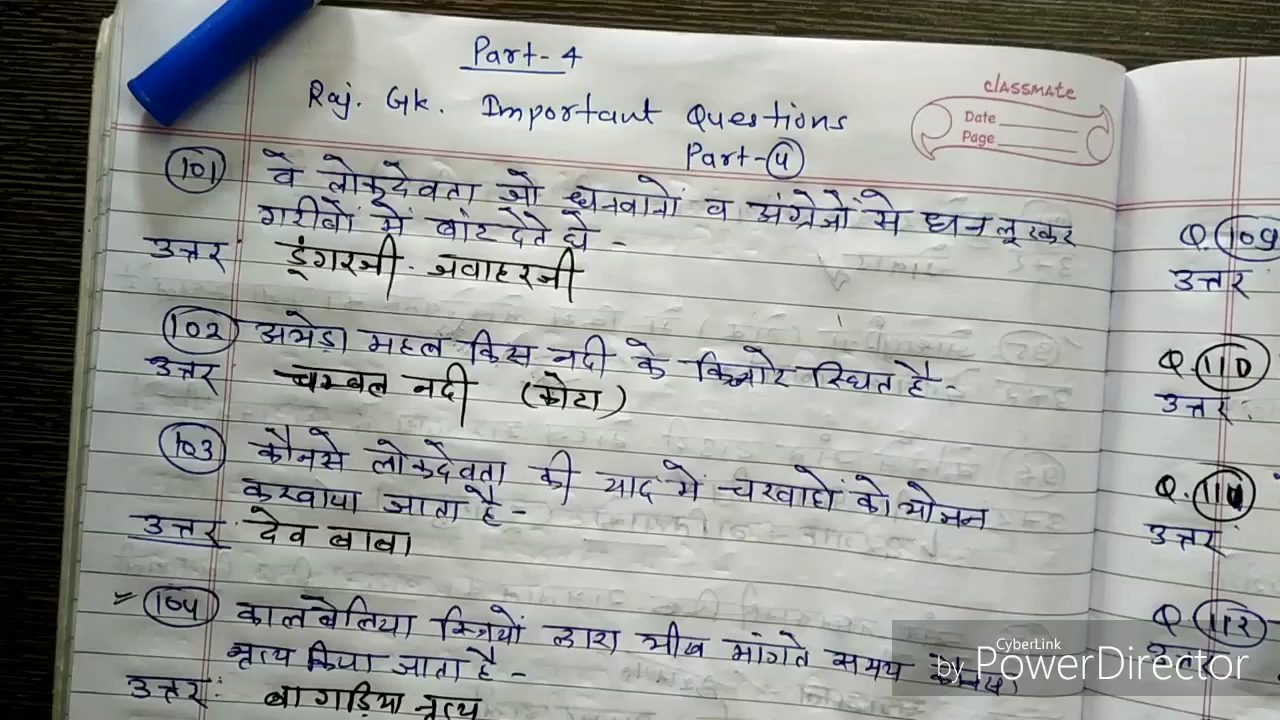 Part-4
Raj. Gk. Important Questions
Part-4
classmate
Date
Page
101 वे लोकदेवता जो धनवानों व अंग्रेजों से धन लूटकर
गरीबों में बांट देते थे -
उत्तर डूंगरजी - जवाहरजी
102 अभेड़ा महल किस नदी के किनारे स्थित है -
उत्तर चम्बल नदी (कोटा)
103 कौनसे लोकदेवता की याद में चरवाहों को भोजन
करवाया जाता है -
उत्तर देव बाबा
104 कालबेलिया स्त्रियों द्वारा भीख मांगते समय
नृत्य किया जाता है -
उत्तर: बागड़िया नृत्य
Q. 109
उत्तर
Q. 110
उत्तर.
Q. 111
उत्तर
Q. 112
उत्तर
CyberLink
by PowerDirector